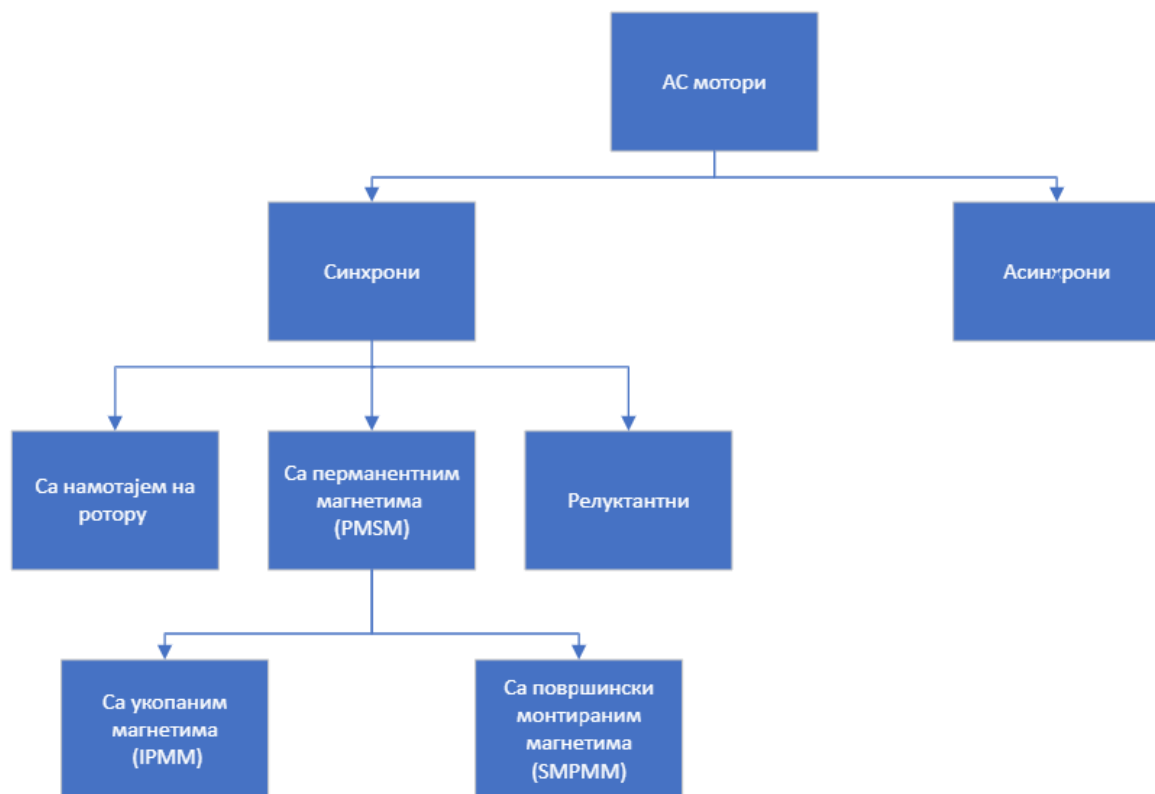 АС мотори
Синхрони
Асинхрони
Са намотајем на
ротору
Са перманентним
магнетима
(PMSM)
Релуктантни
Са укопаним
магнетима
(IPMM)
Са површински
монтираним
магнетима
(SMPMM)